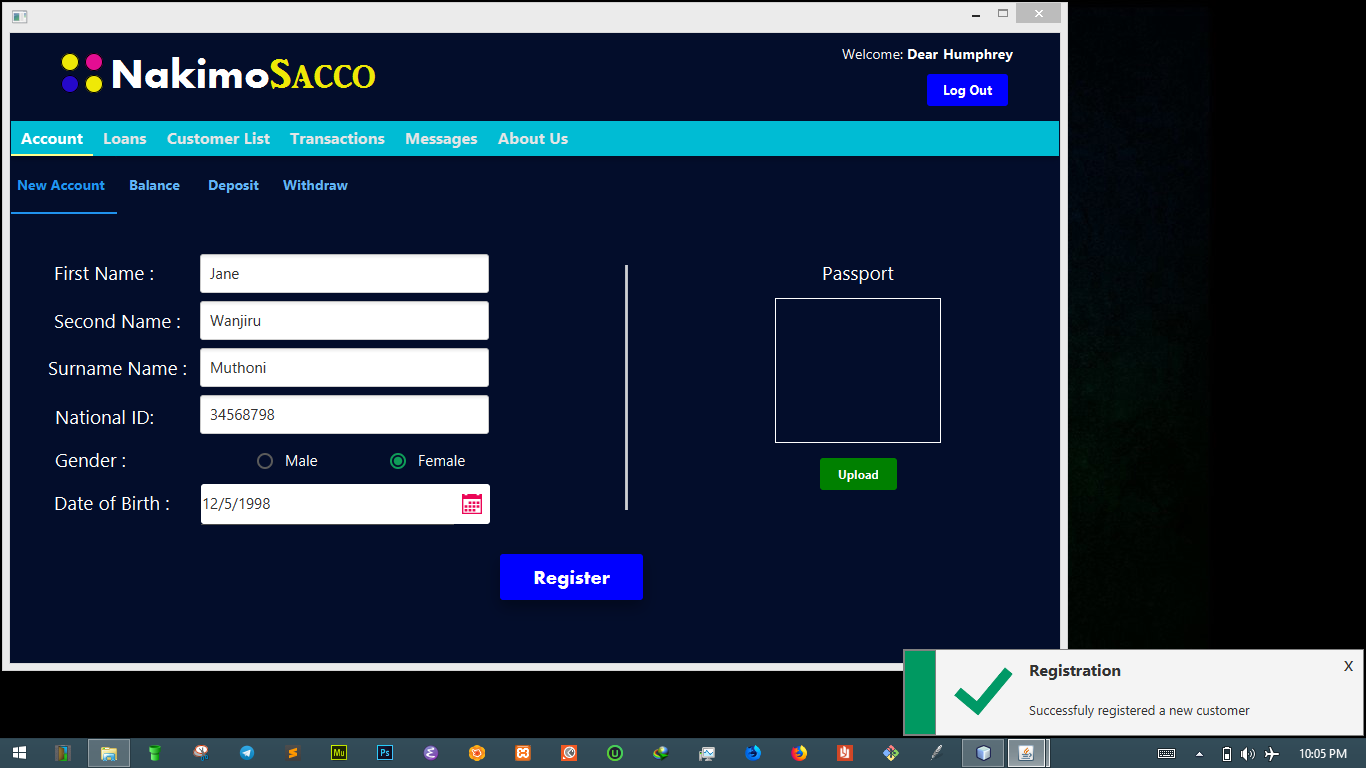 NakimoSacco
Welcome: Dear Humphrey
Log Out
Account Loans Customer List Transactions Messages About Us
New Account Balance Deposit Withdraw
First Name : Jane
Second Name : Wanjiru
Surname Name : Muthoni
National ID: 34568798
Gender : Male Female
Date of Birth : 12/5/1998
Passport
Upload
Register
Registration X
Successfuly registered a new customer
Mu Ps
10:05 PM